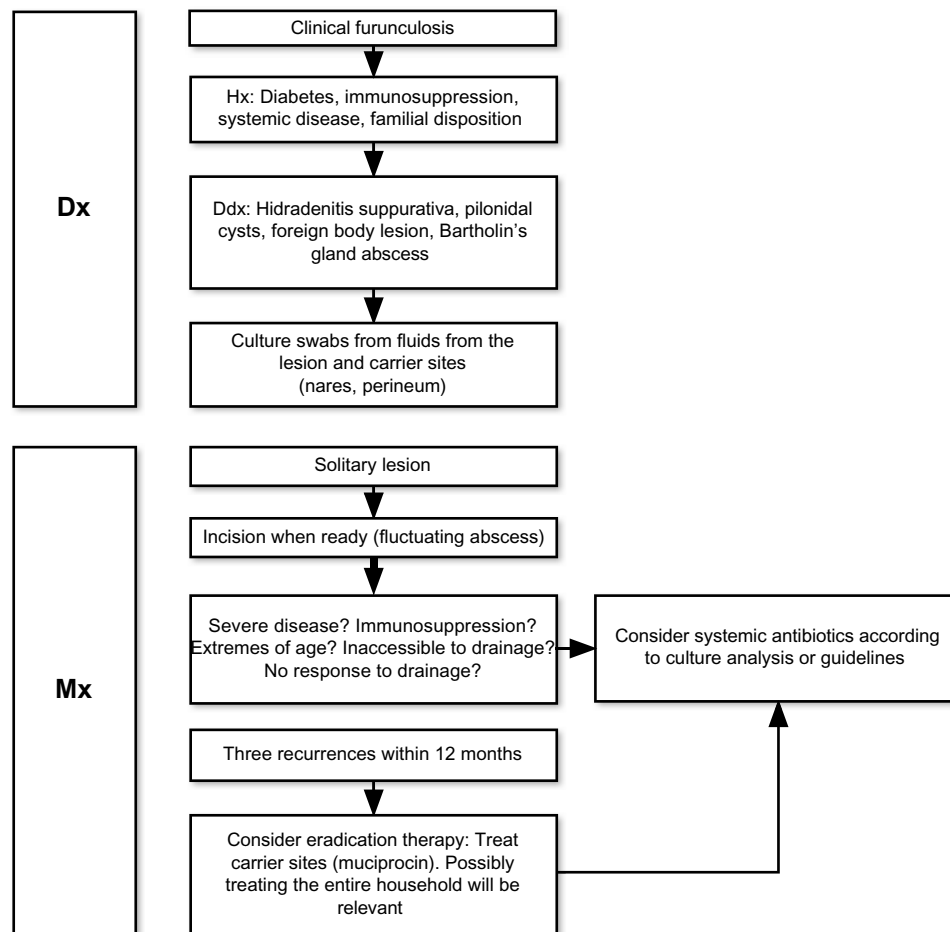 Dx
Clinical furunculosis
Hx: Diabetes, immunosuppression,
systemic disease, familial disposition
Ddx: Hidradenitis suppurativa, pilonidal
cysts, foreign body lesion, Bartholin's
gland abscess
Culture swabs from fluids from the
lesion and carrier sites
(nares, perineum)
Mx
Solitary lesion
Incision when ready (fluctuating abscess)
Severe disease? Immunosuppression?
Extremes of age? Inaccessible to drainage?
No response to drainage?
Consider systemic antibiotics according
to culture analysis or guidelines
Three recurrences within 12 months
Consider eradication therapy: Treat
carrier sites (muciprocin). Possibly
treating the entire household will be
relevant